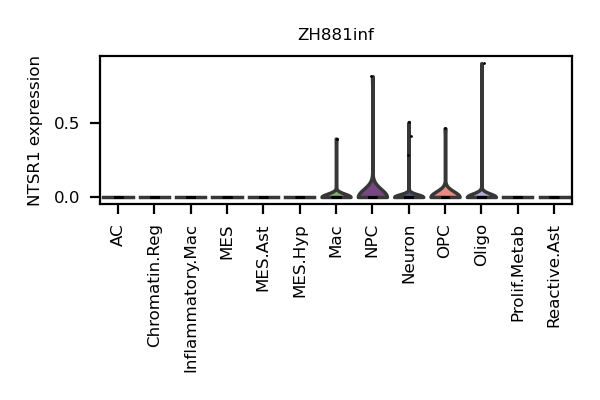 ZH881inf
NTSR1 expression
0.5
0.0
AC
Chromatin.Reg
Inflammatory.Mac
MES
MES.Ast
MES.Hyp
Mac
NPC
Neuron
OPC
Oligo
Prolif.Metab
Reactive.Ast